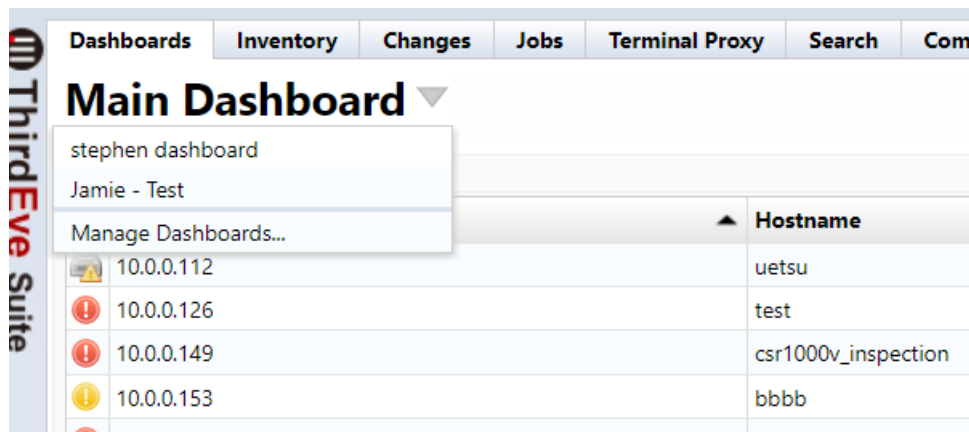 ThirdEye Suite
Dashboards Inventory Changes Jobs Terminal Proxy Search Com
Main Dashboard
stephen dashboard
Jamie - Test
Manage Dashboards...
Hostname
10.0.0.112 uetsu
10.0.0.126 test
10.0.0.149 csr1000v_inspection
10.0.0.153 bbbb